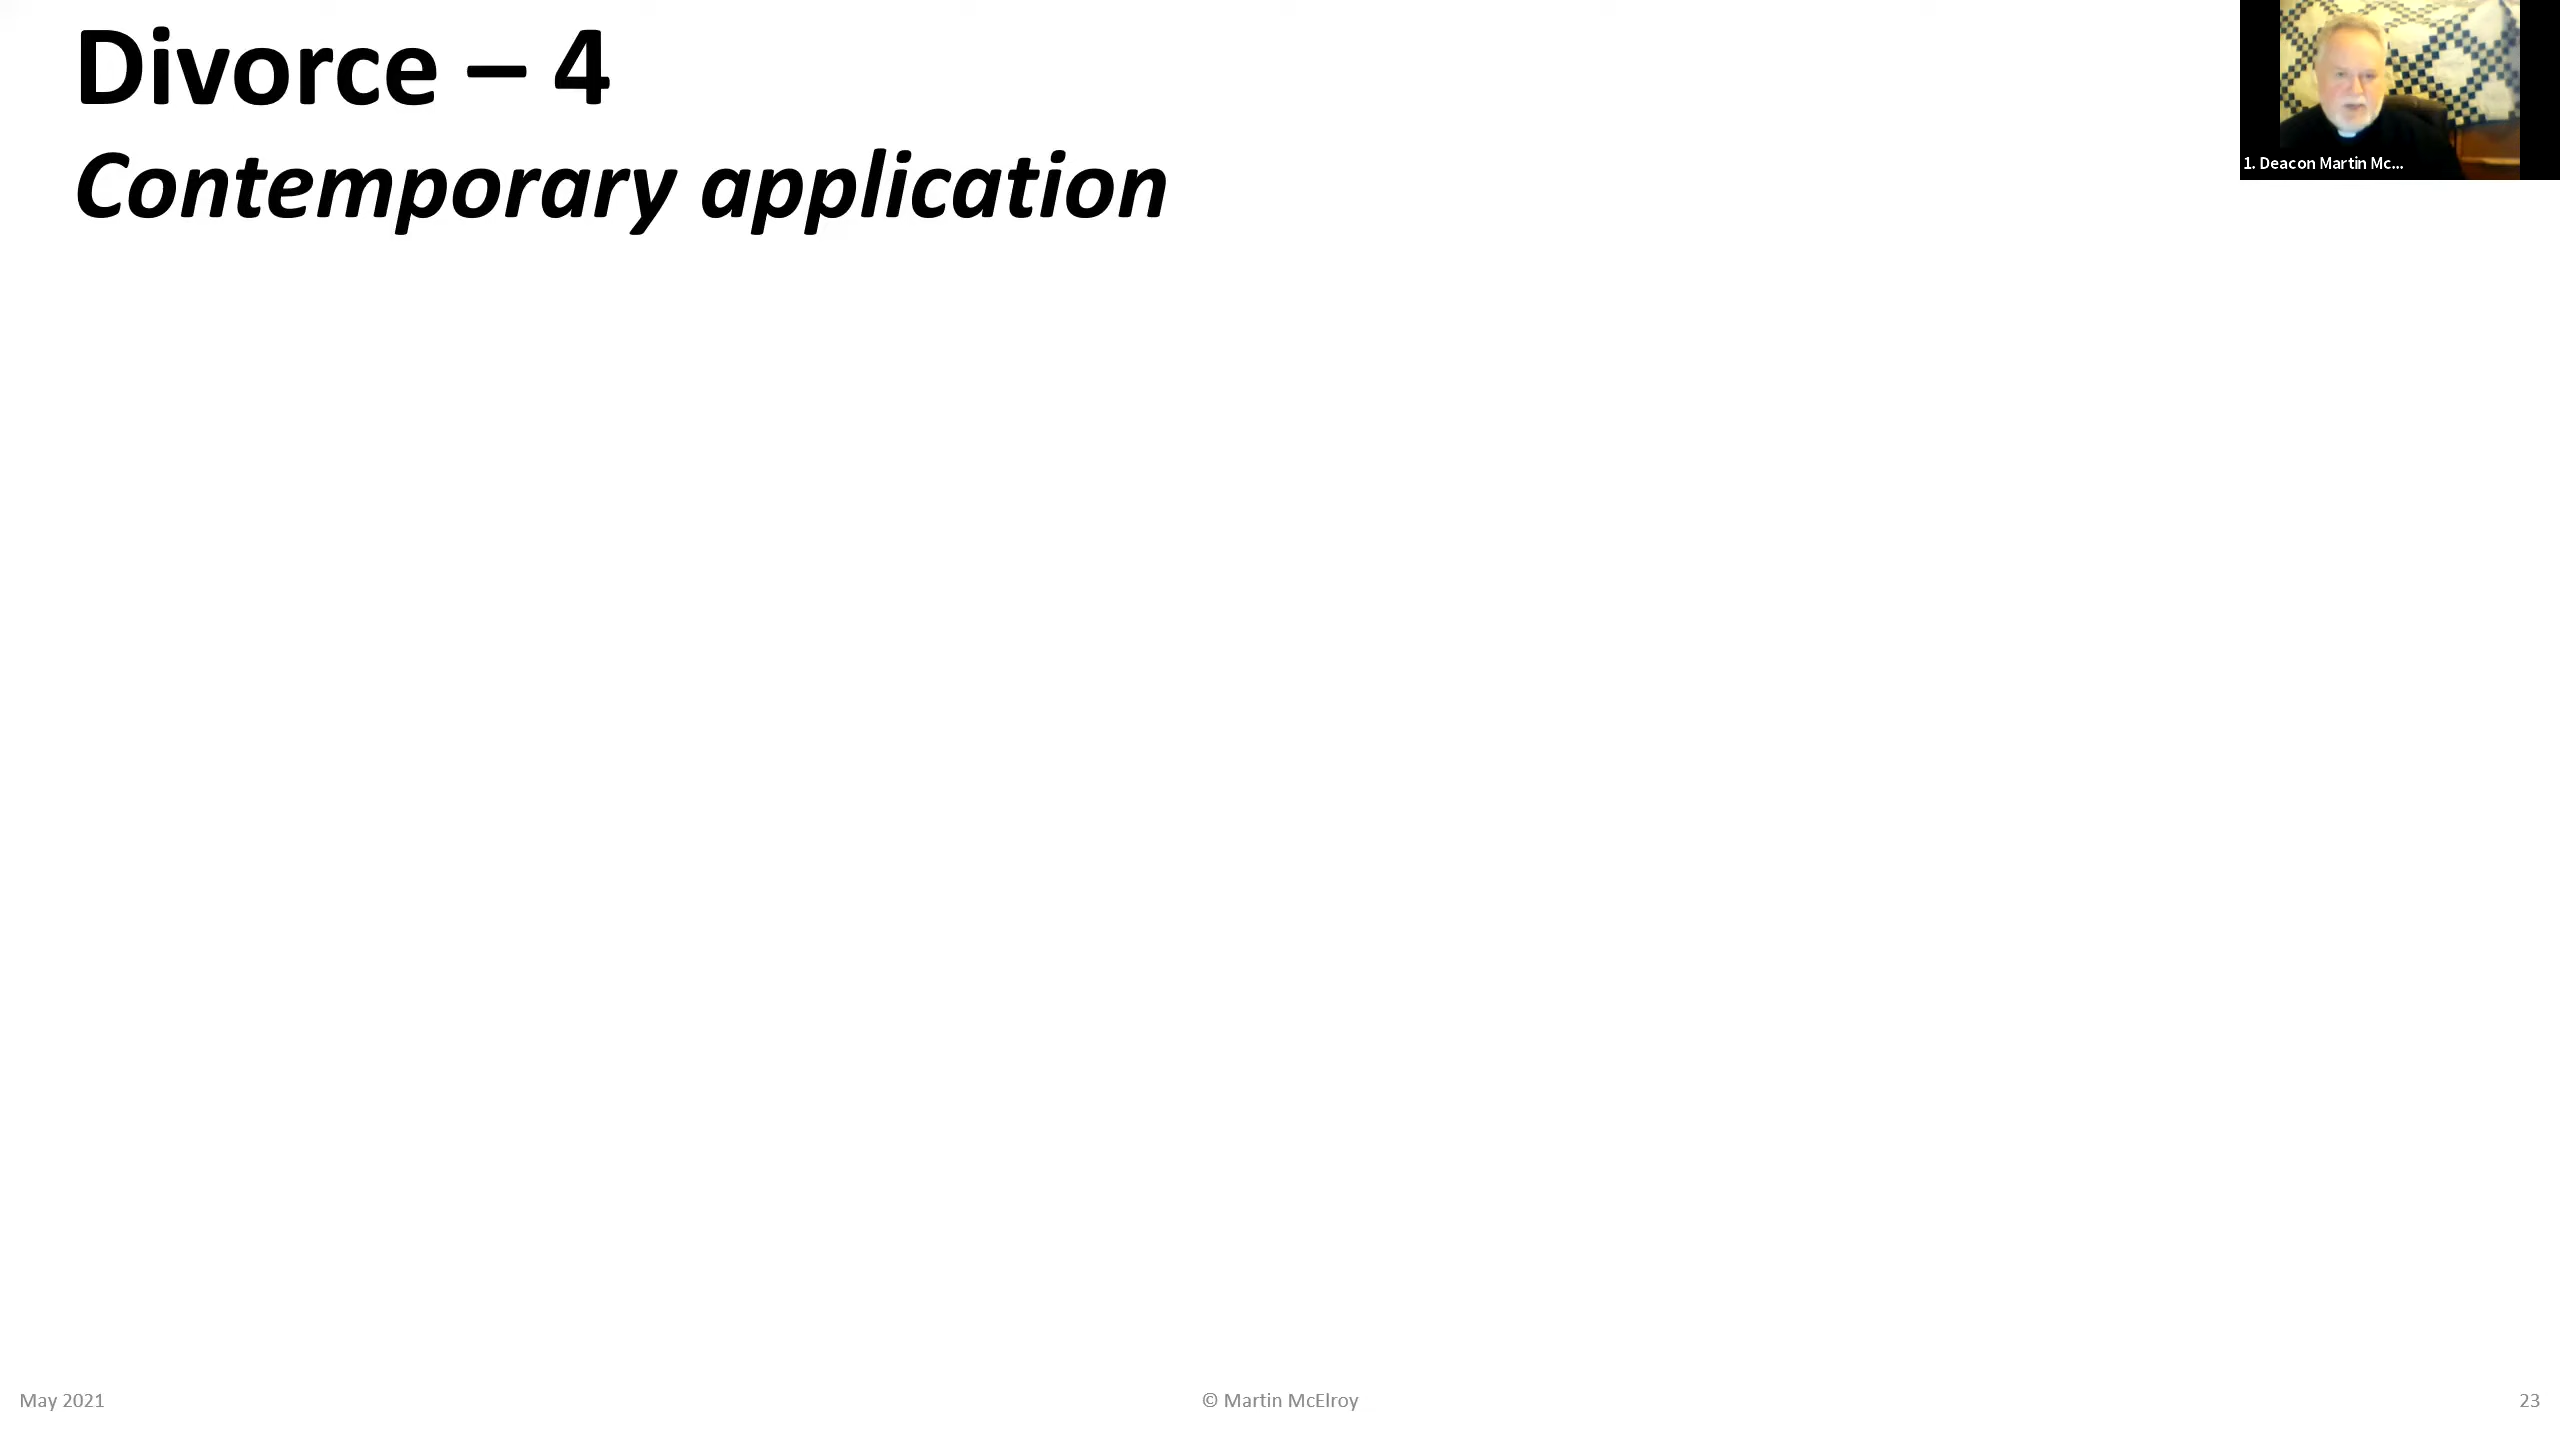 Divorce – 4
Contemporary application
1. Deacon Martin Mc...
May 2021
© Martin McElroy
23